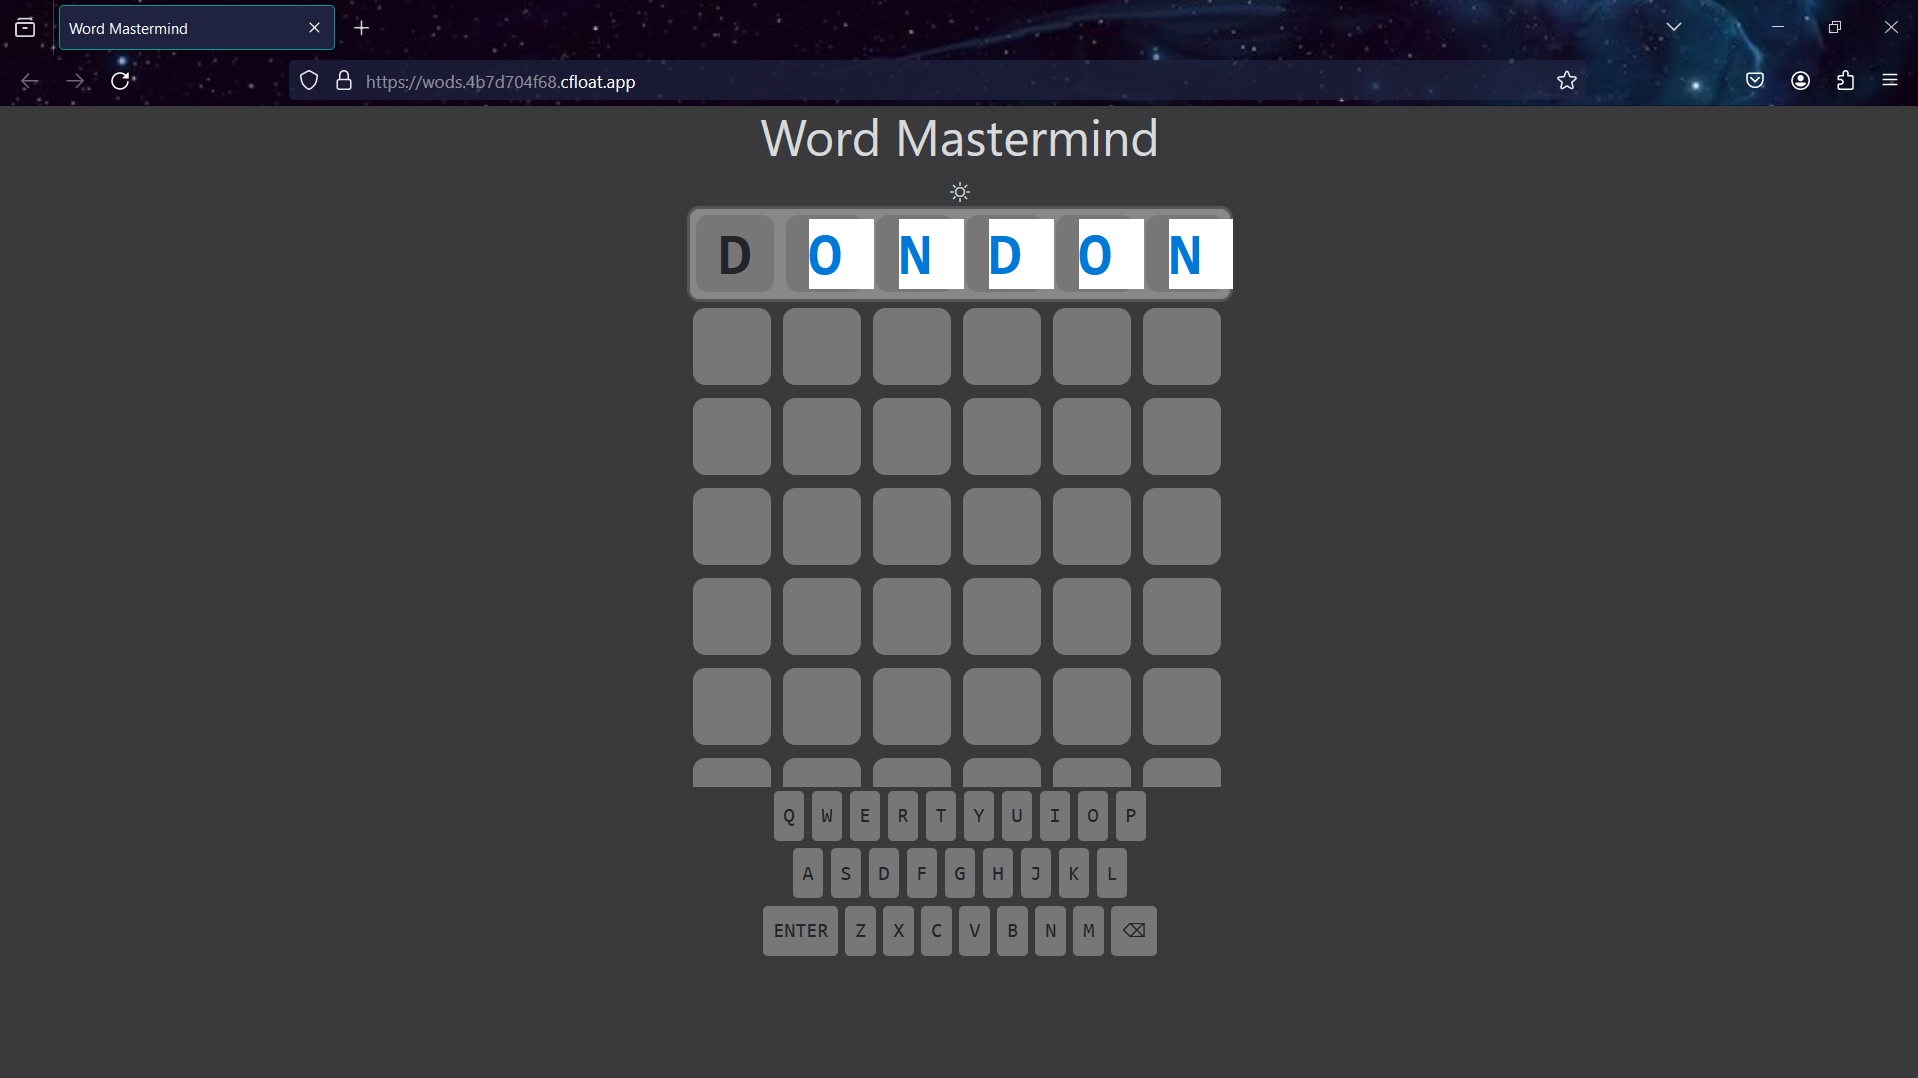 Word Mastermind
https://wods.4b7d704f68.cfloat.app
Word Mastermind
D O N D O N
Q W E R T Y U I O P
A S D F G H J K L
ENTER Z X C V B N M ⌫